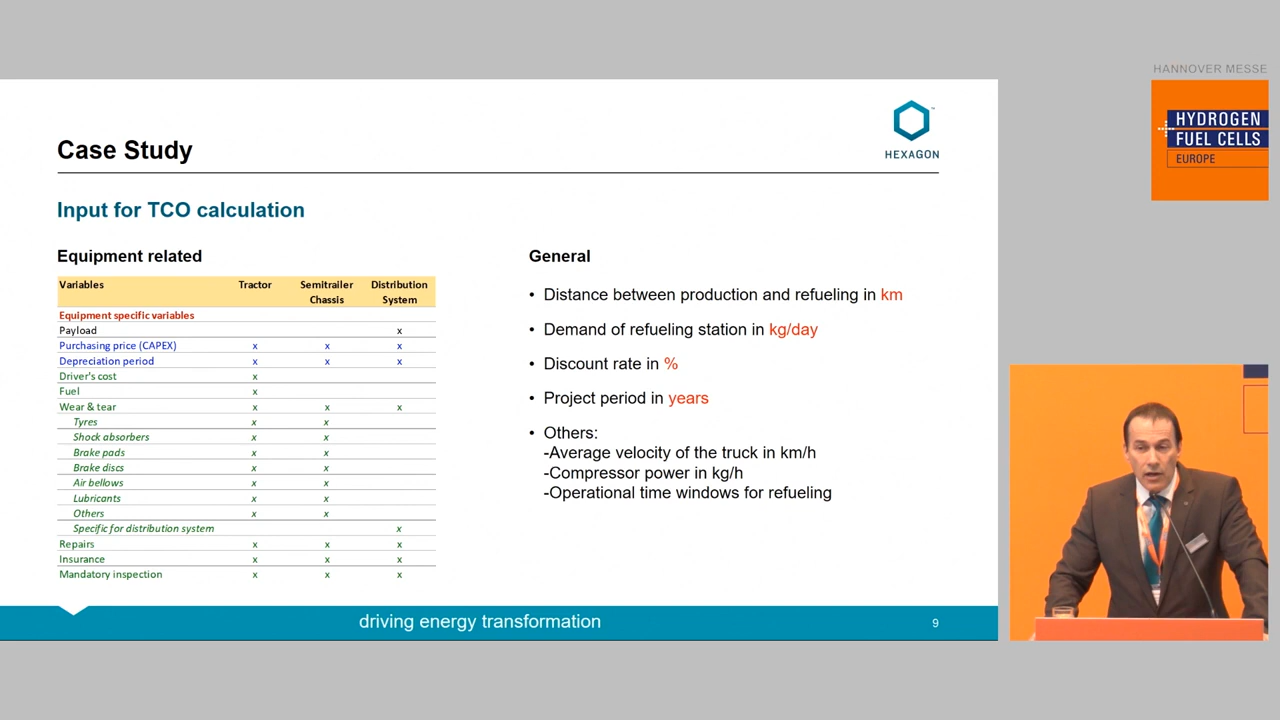 HANNOVER MESSE
HYDROGEN
FUEL CELLS
EUROPE
HEXAGON
Case Study
Input for TCO calculation
Equipment related
Variables Tractor Semitrailer Chassis Distribution System
Equipment specific variables
Payload x
Purchasing price (CAPEX) x x x
Depreciation period x x x
Driver's cost x
Fuel x
Wear & tear x x x
Tyres x x
Shock absorbers x x
Brake pads x x
Brake discs x x
Air bellows x x
Lubricants x x
Others x x
Specific for distribution system x
Repairs x x x
Insurance x x x
Mandatory inspection x x x
General
• Distance between production and refueling in km
• Demand of refueling station in kg/day
• Discount rate in %
• Project period in years
• Others:
-Average velocity of the truck in km/h
-Compressor power in kg/h
-Operational time windows for refueling
driving energy transformation
9